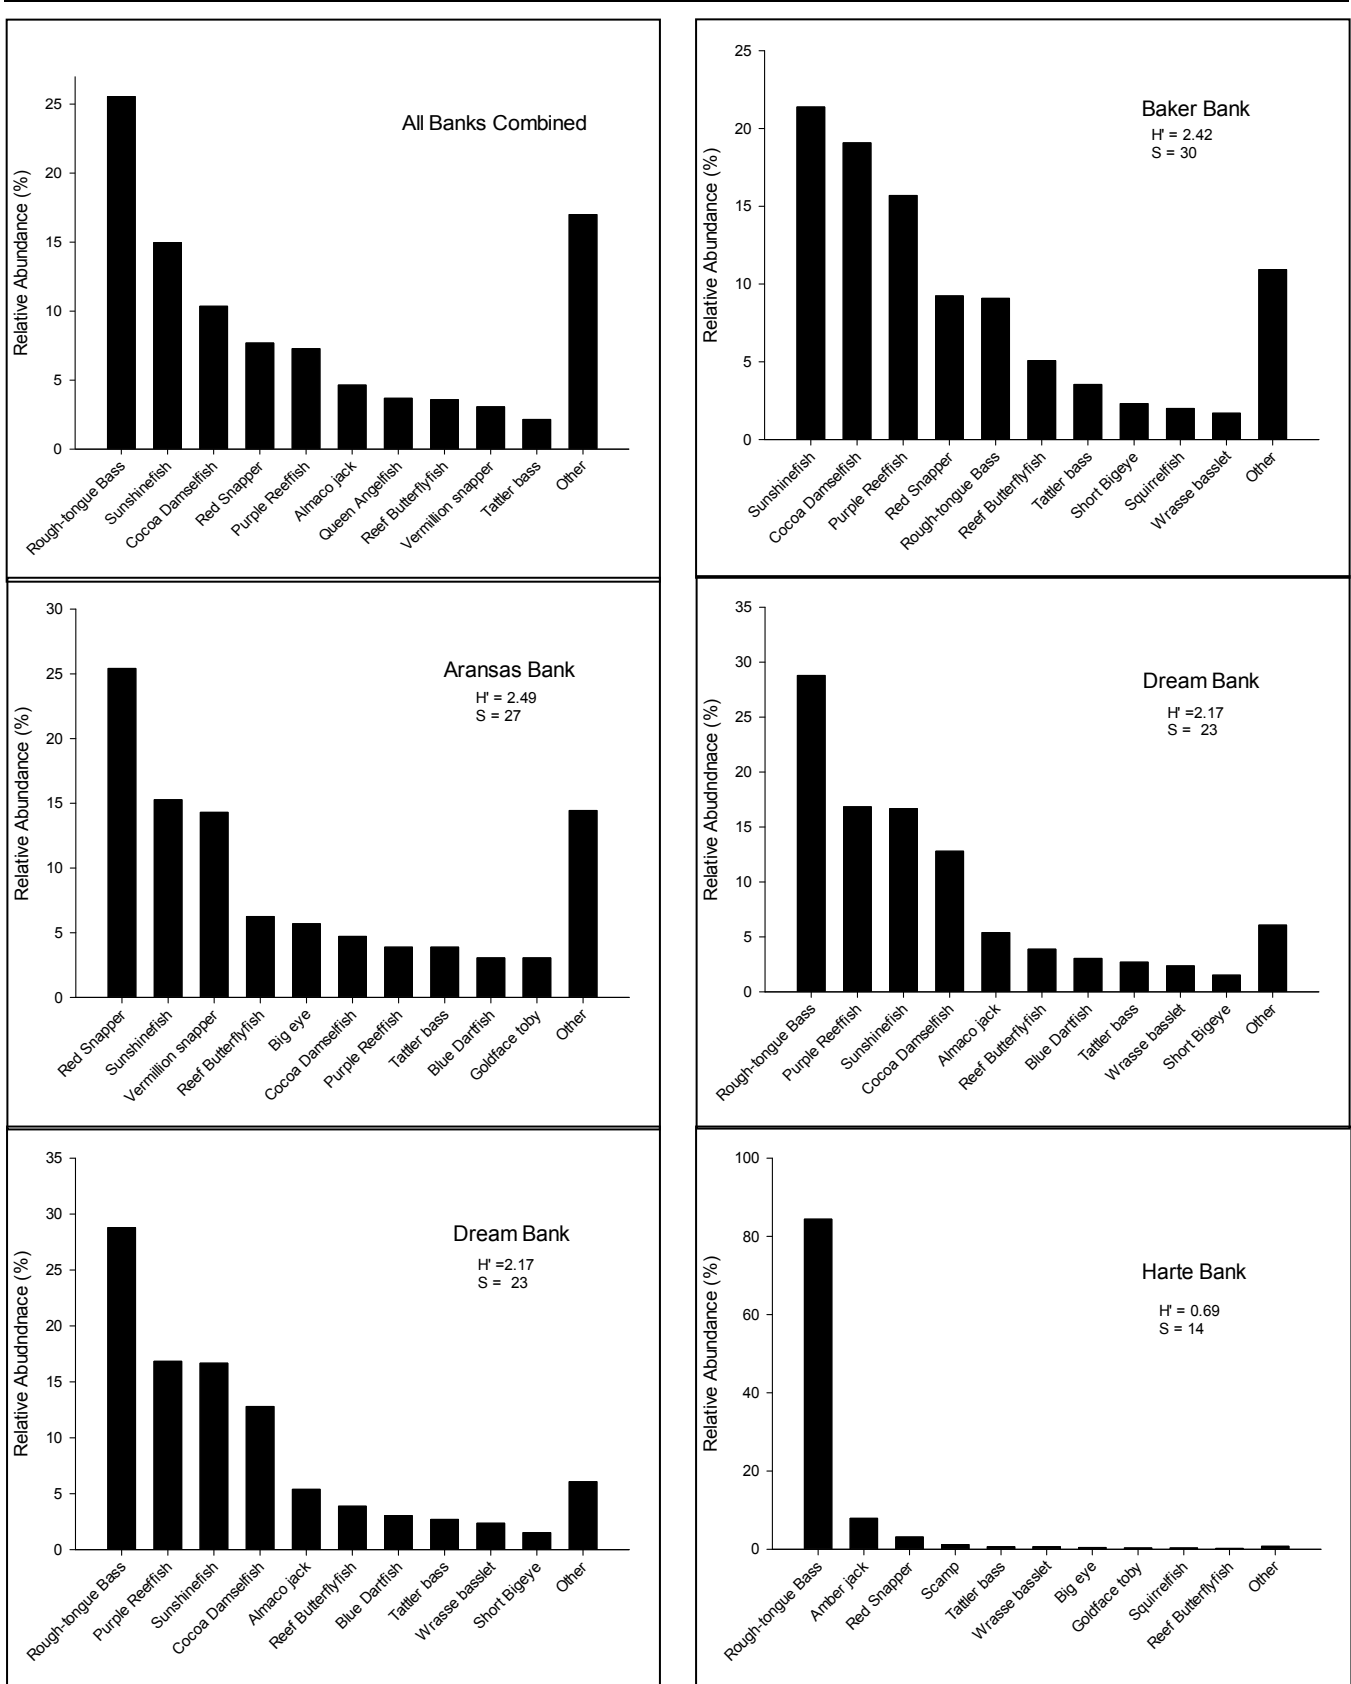 All Banks Combined
Relative Abundance (%)
25
20
15
10
5
0
Rough-tongue Bass
Sunshinefish
Cocoa Damselfish
Red Snapper
Purple Reeffish
Almaco jack
Queen Angelfish
Reef Butterflyfish
Vermillion snapper
Tattler bass
Other
Baker Bank
H' = 2.42
S = 30
Relative Abundance (%)
25
20
15
10
5
0
Sunshinefish
Cocoa Damselfish
Purple Reeffish
Red Snapper
Rough-tongue Bass
Reef Butterflyfish
Tattler bass
Short Bigeye
Squirrelfish
Wrasse basslet
Other
Aransas Bank
H' = 2.49
S = 27
Relative Abundance (%)
30
25
20
15
10
5
0
Red Snapper
Sunshinefish
Vermillion snapper
Reef Butterflyfish
Big eye
Cocoa Damselfish
Purple Reeffish
Tattler bass
Blue Dartfish
Goldface toby
Other
Dream Bank
H' =2.17
S = 23
Relative Abudndnace (%)
35
30
25
20
15
10
5
0
Rough-tongue Bass
Purple Reeffish
Sunshinefish
Cocoa Damselfish
Almaco jack
Reef Butterflyfish
Blue Dartfish
Tattler bass
Wrasse basslet
Short Bigeye
Other
Dream Bank
H' =2.17
S = 23
Relative Abudndnace (%)
35
30
25
20
15
10
5
0
Rough-tongue Bass
Purple Reeffish
Sunshinefish
Cocoa Damselfish
Almaco jack
Reef Butterflyfish
Blue Dartfish
Tattler bass
Wrasse basslet
Short Bigeye
Other
Harte Bank
H' = 0.69
S = 14
Relative Abundance (%)
100
80
60
40
20
0
Rough-tongue Bass
Amber jack
Red Snapper
Scamp
Tattler bass
Wrasse basslet
Big eye
Goldface toby
Squirrelfish
Reef Butterflyfish
Other